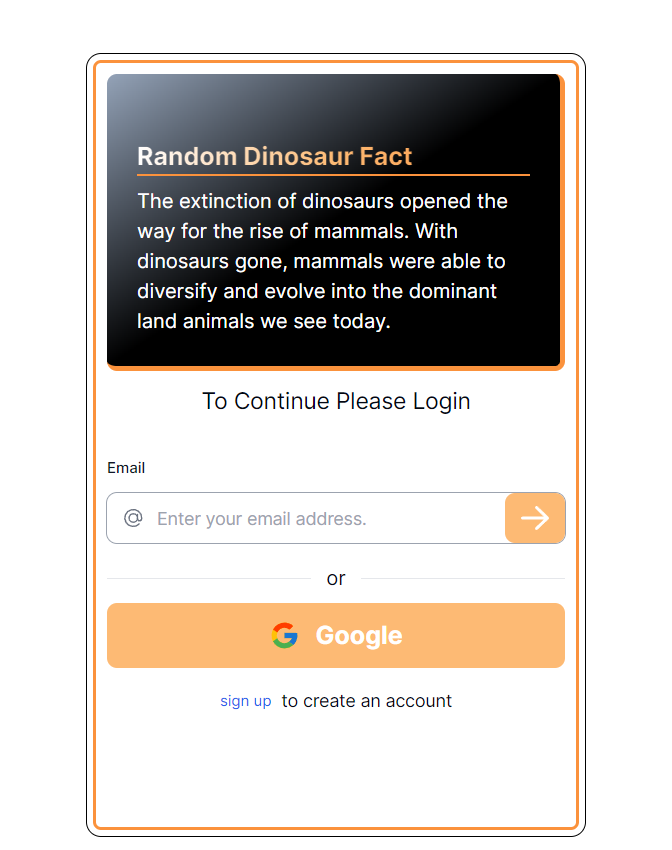 Random Dinosaur Fact
The extinction of dinosaurs opened the
way for the rise of mammals. With
dinosaurs gone, mammals were able to
diversify and evolve into the dominant
land animals we see today.
To Continue Please Login
Email
@ Enter your email address.
or
G Google
sign up to create an account